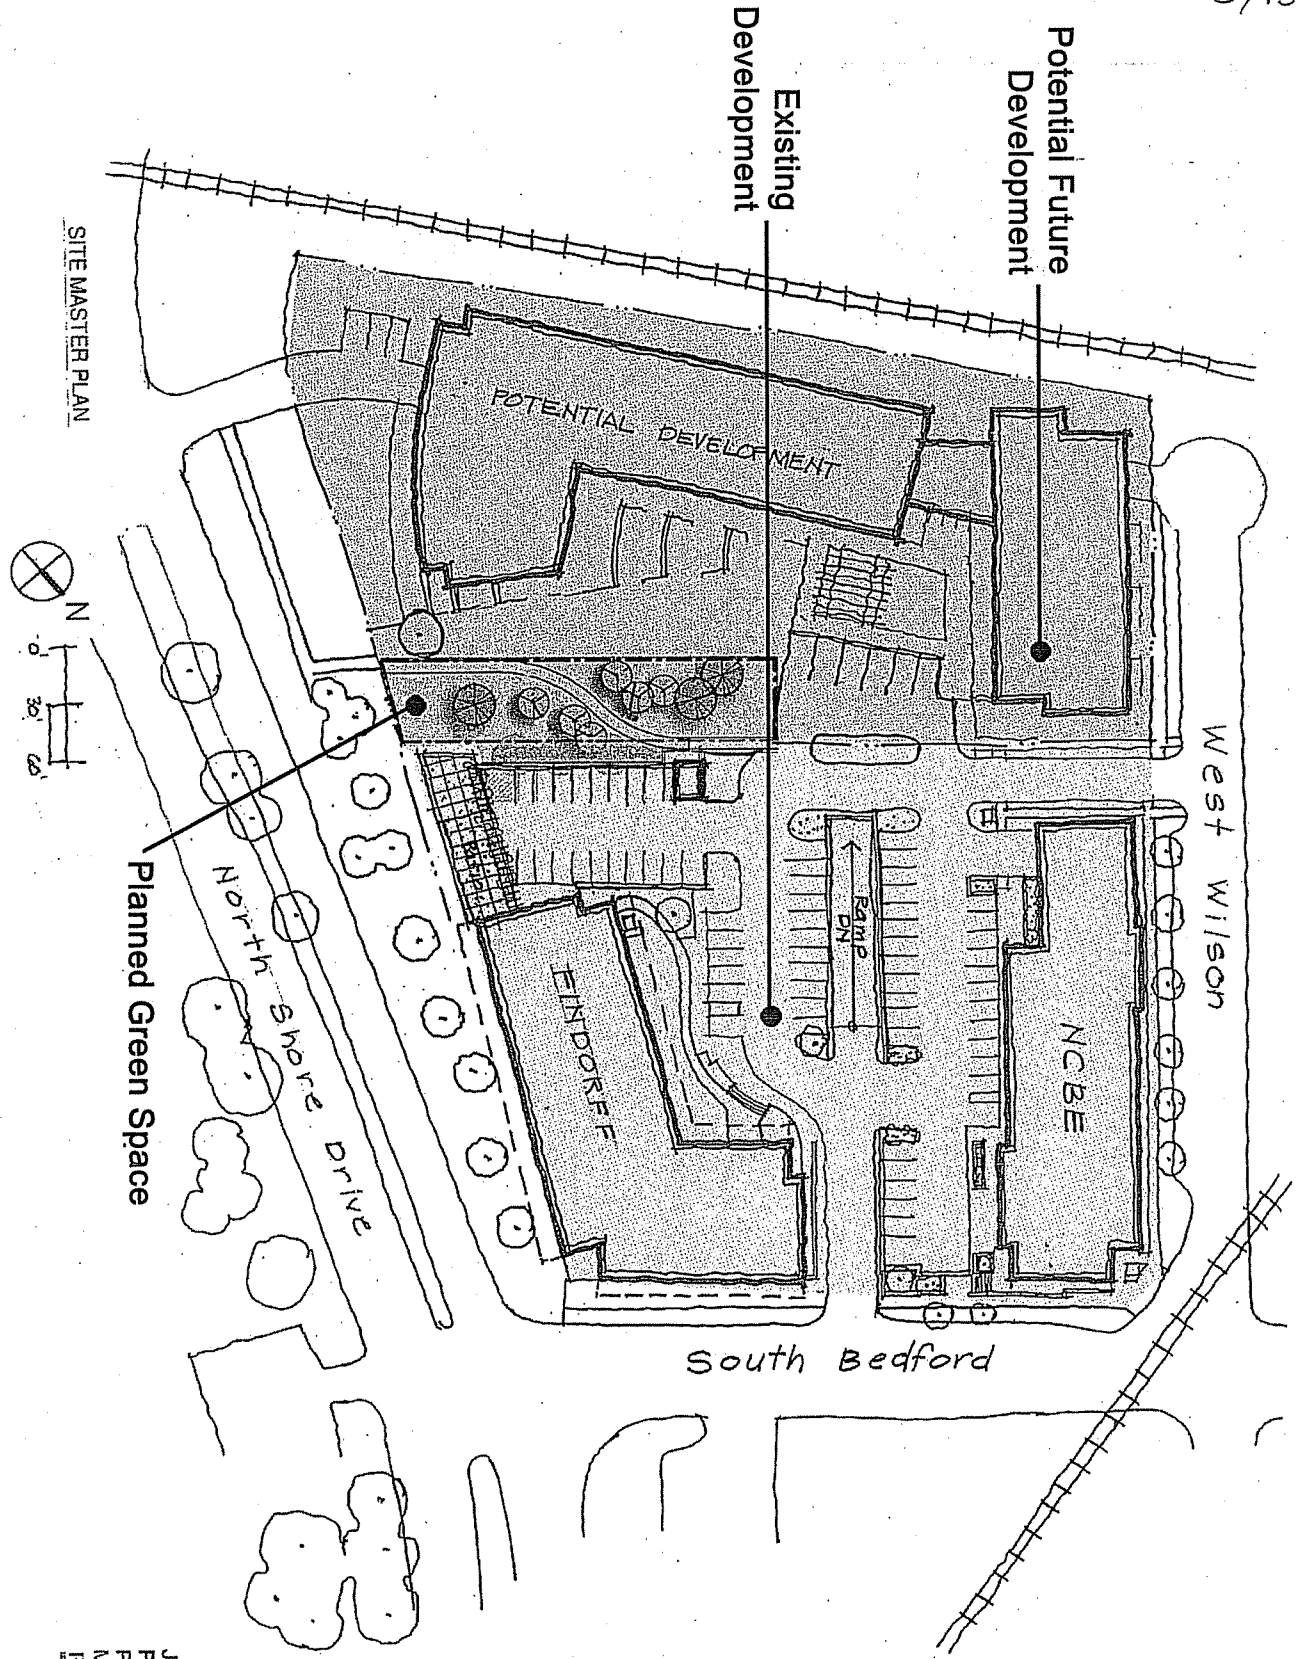 Potential Future
Development
Existing
Development
West Wilson
POTENTIAL DEVELOPMENT
Ramp
DN
NCBE
FINDORFF
South Bedford
North Shore Drive
Planned Green Space
N
0'
30'
60'
SITE MASTER PLAN